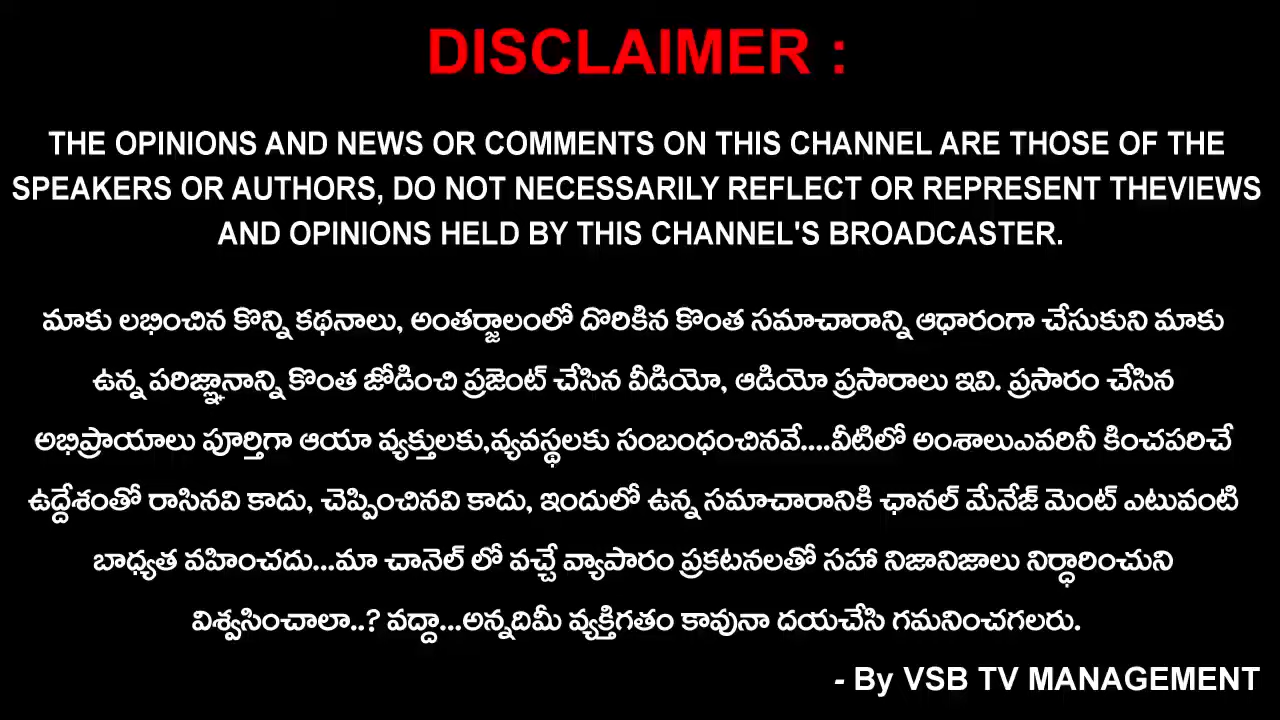 DISCLAIMER :
THE OPINIONS AND NEWS OR COMMENTS ON THIS CHANNEL ARE THOSE OF THE
SPEAKERS OR AUTHORS, DO NOT NECESSARILY REFLECT OR REPRESENT THEVIEWS
AND OPINIONS HELD BY THIS CHANNEL'S BROADCASTER.
మాకు లభించిన కొన్ని కథనాలు, అంతర్జాలంలో దొరికిన కొంత సమాచారాన్ని ఆధారంగా చేసుకుని మాకు
ఉన్న పరిజ్ఞానాన్ని కొంత జోడించి ప్రజెంట్ చేసిన వీడియో, ఆడియో ప్రసారాలు ఇవి. ప్రసారం చేసిన
అభిప్రాయాలు పూర్తిగా ఆయా వ్యక్తులకు,వ్యవస్థలకు సంబంధంచినవే....వీటిలో అంశాలుఎవరినీ కించపరిచే
ఉద్దేశంతో రాసినవి కాదు, చెప్పించినవి కాదు, ఇందులో ఉన్న సమాచారానికి ఛానల్ మేనేజ్ మెంట్ ఎటువంటి
బాధ్యత వహించదు...మా చానెల్ లో వచ్చే వ్యాపారం ప్రకటనలతో సహా నిజానిజాలు నిర్ధారించుని
విశ్వసించాలా..? వద్దా...అన్నదిమీ వ్యక్తిగతం కావునా దయచేసి గమనించగలరు.
- By VSB TV MANAGEMENT